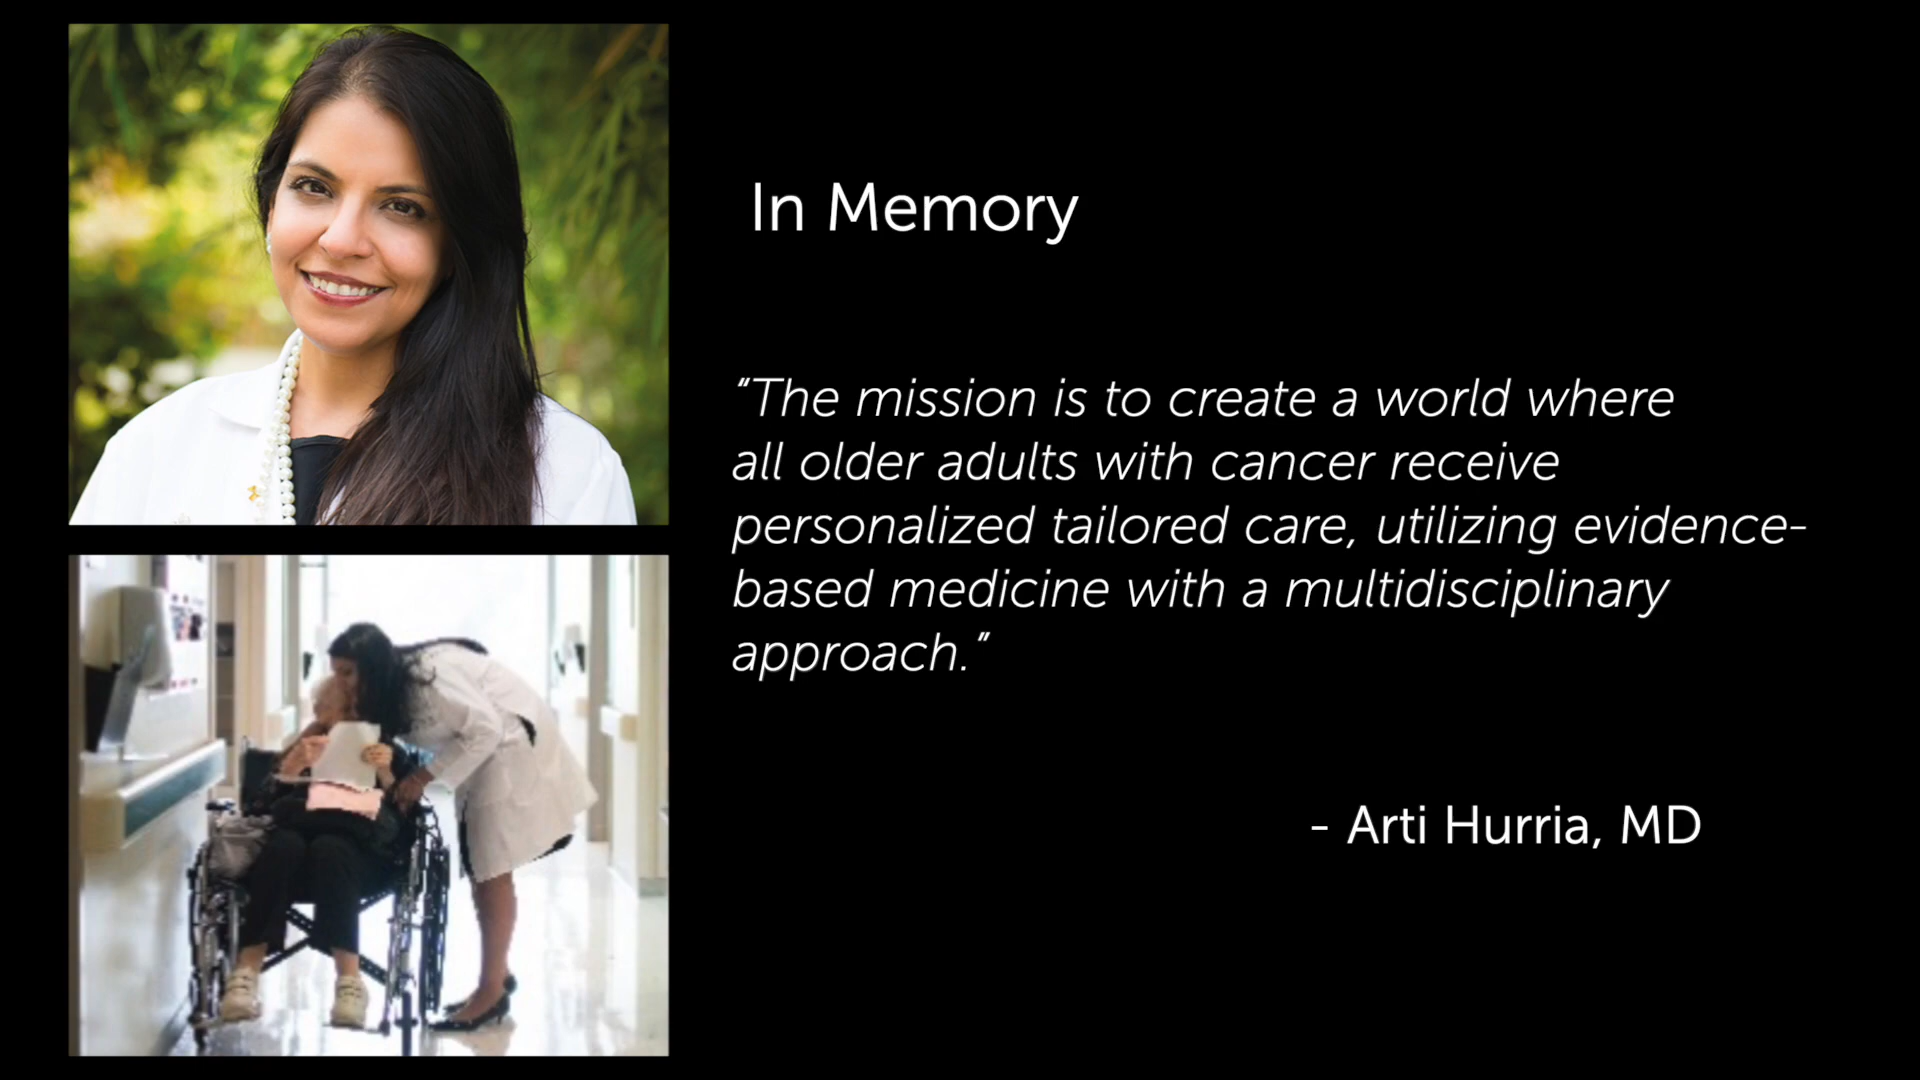 In Memory
“The mission is to create a world where
all older adults with cancer receive
personalized tailored care, utilizing evidence-
based medicine with a multidisciplinary
approach.”
- Arti Hurria, MD